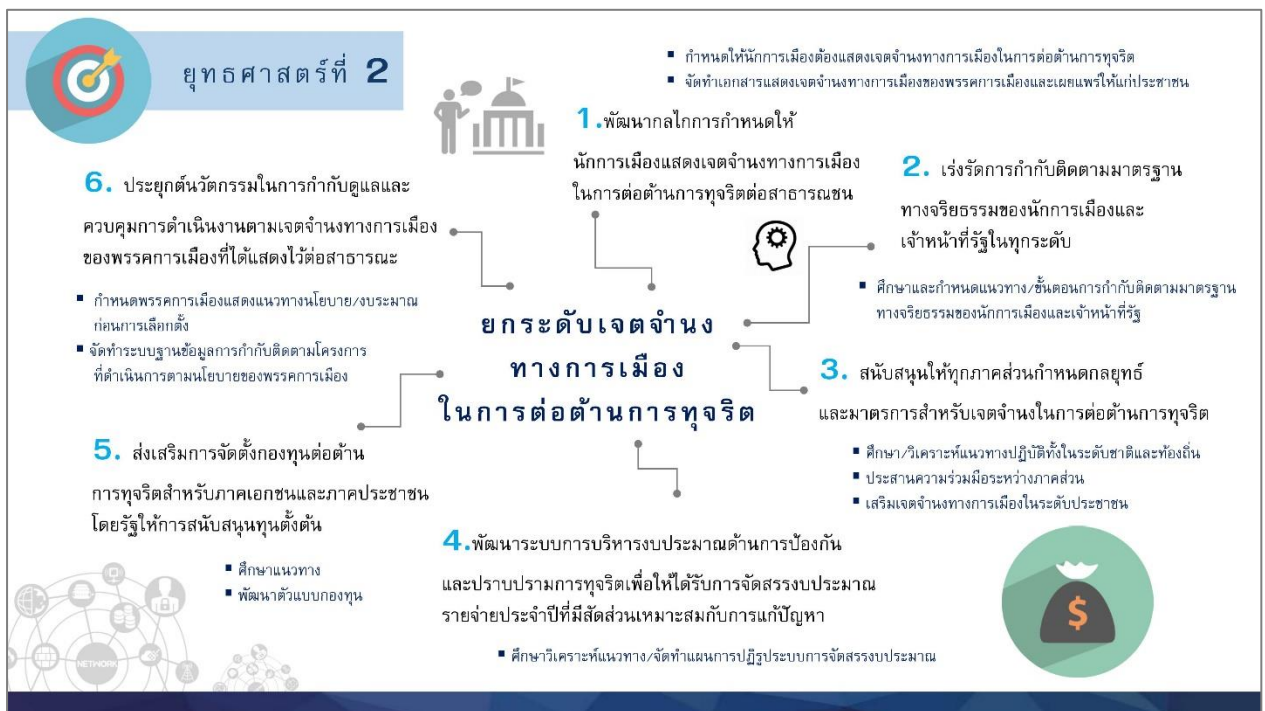 ยุทธศาสตร์ที่ 2
▪ กำหนดให้นักการเมืองต้องแสดงเจตจำนงทางการเมืองในการต่อต้านการทุจริต
▪ จัดทำเอกสารแสดงเจตจำนงทางการเมืองของพรรคการเมืองและเผยแพร่ให้แก่ประชาชน
1.พัฒนากลไกการกำหนดให้
นักการเมืองแสดงเจตจำนงทางการเมือง
ในการต่อต้านการทุจริตต่อสาธารณชน
2. เร่งรัดการกำกับติดตามมาตรฐาน
ทางจริยธรรมของนักการเมืองและ
เจ้าหน้าที่รัฐในทุกระดับ
▪ ศึกษาและกำหนดแนวทาง/ขั้นตอนการกำกับติดตามมาตรฐาน
ทางจริยธรรมของนักการเมืองและเจ้าหน้าที่รัฐ
ยกระดับเจตจำนง
ทางการเมือง
ในการต่อต้านการทุจริต
3. สนับสนุนให้ทุกภาคส่วนกำหนดกลยุทธ์
และมาตรการสำหรับเจตจำนงในการต่อต้านการทุจริต
▪ ศึกษา/วิเคราะห์แนวทางปฏิบัติทั้งในระดับชาติและท้องถิ่น
▪ ประสานความร่วมมือระหว่างภาคส่วน
▪ เสริมเจตจำนงทางการเมืองในระดับประชาชน
4.พัฒนาระบบการบริหารงบประมาณด้านการป้องกัน
และปราบปรามการทุจริตเพื่อให้ได้รับการจัดสรรงบประมาณ
รายจ่ายประจำปีที่มีสัดส่วนเหมาะสมกับการแก้ปัญหา
▪ ศึกษาวิเคราะห์แนวทาง/จัดทำแผนการปฏิรูประบบการจัดสรรงบประมาณ
5. ส่งเสริมการจัดตั้งกองทุนต่อต้าน
การทุจริตสำหรับภาคเอกชนและภาคประชาชน
โดยรัฐให้การสนับสนุนทุนตั้งต้น
▪ ศึกษาแนวทาง
▪ พัฒนาตัวแบบกองทุน
6. ประยุกต์นวัตกรรมในการกำกับดูแลและ
ควบคุมการดำเนินงานตามเจตจำนงทางการเมือง
ของพรรคการเมืองที่ได้แสดงไว้ต่อสาธารณะ
▪ กำหนดพรรคการเมืองแสดงแนวทางนโยบาย/งบประมาณ
ก่อนการเลือกตั้ง
▪ จัดทำระบบฐานข้อมูลการกำกับติดตามโครงการ
ที่ดำเนินการตามนโยบายของพรรคการเมือง
NETWORK
$